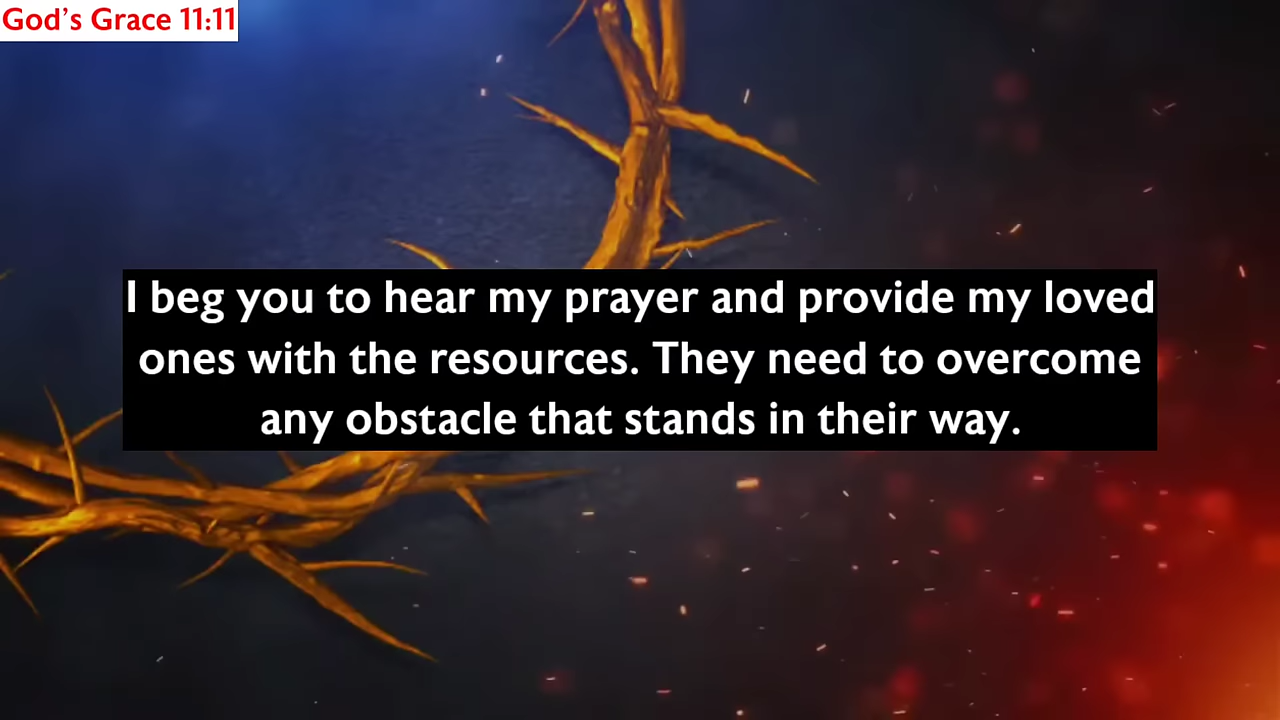 God's Grace 11:11
I beg you to hear my prayer and provide my loved
ones with the resources. They need to overcome
any obstacle that stands in their way.